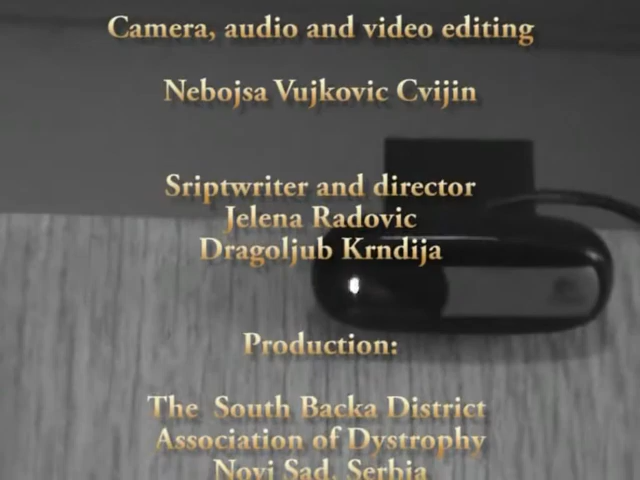 Camera, audio and video editing
Nebojsa Vujkovic Cvijin
Sriptwriter and director
Jelena Radovic
Dragoljub Krndija
Production:
The South Backa District
Association of Dystrophy
Novi Sad, Serbia